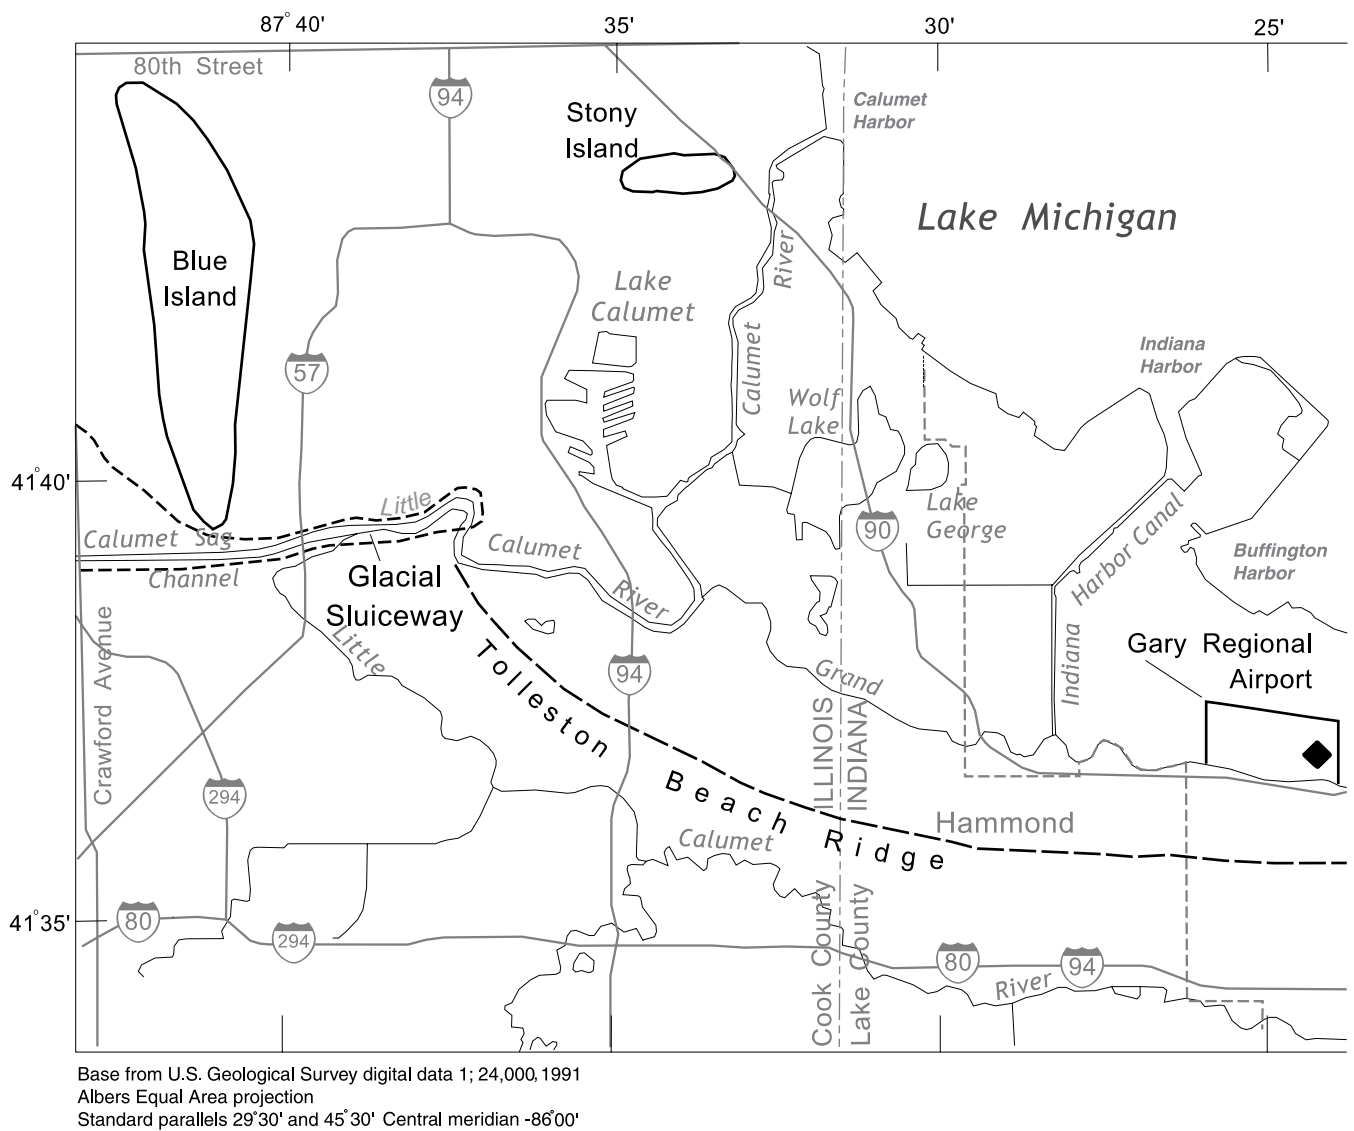 87°40'
35'
30'
25'
80th Street
94
Stony
Island
Calumet
Harbor
Lake Michigan
Blue
Island
River
Lake
Calumet
Calumet
Indiana
Harbor
57
Wolf
Lake
41°40'
Little
Lake
George
90
Calumet Sag
Channel
Calumet
River
Harbor Canal
Indiana
Buffington
Harbor
Glacial
Sluiceway
Crawford Avenue
Little
Tolleston Beach Ridge
94
Grand
Gary Regional
Airport
ILLINOIS
INDIANA
294
Hammond
Calumet
41°35'
80
294
Cook County
Lake County
80
94
River
Base from U.S. Geological Survey digital data 1; 24,000, 1991
Albers Equal Area projection
Standard parallels 29°30' and 45°30' Central meridian -86°00'